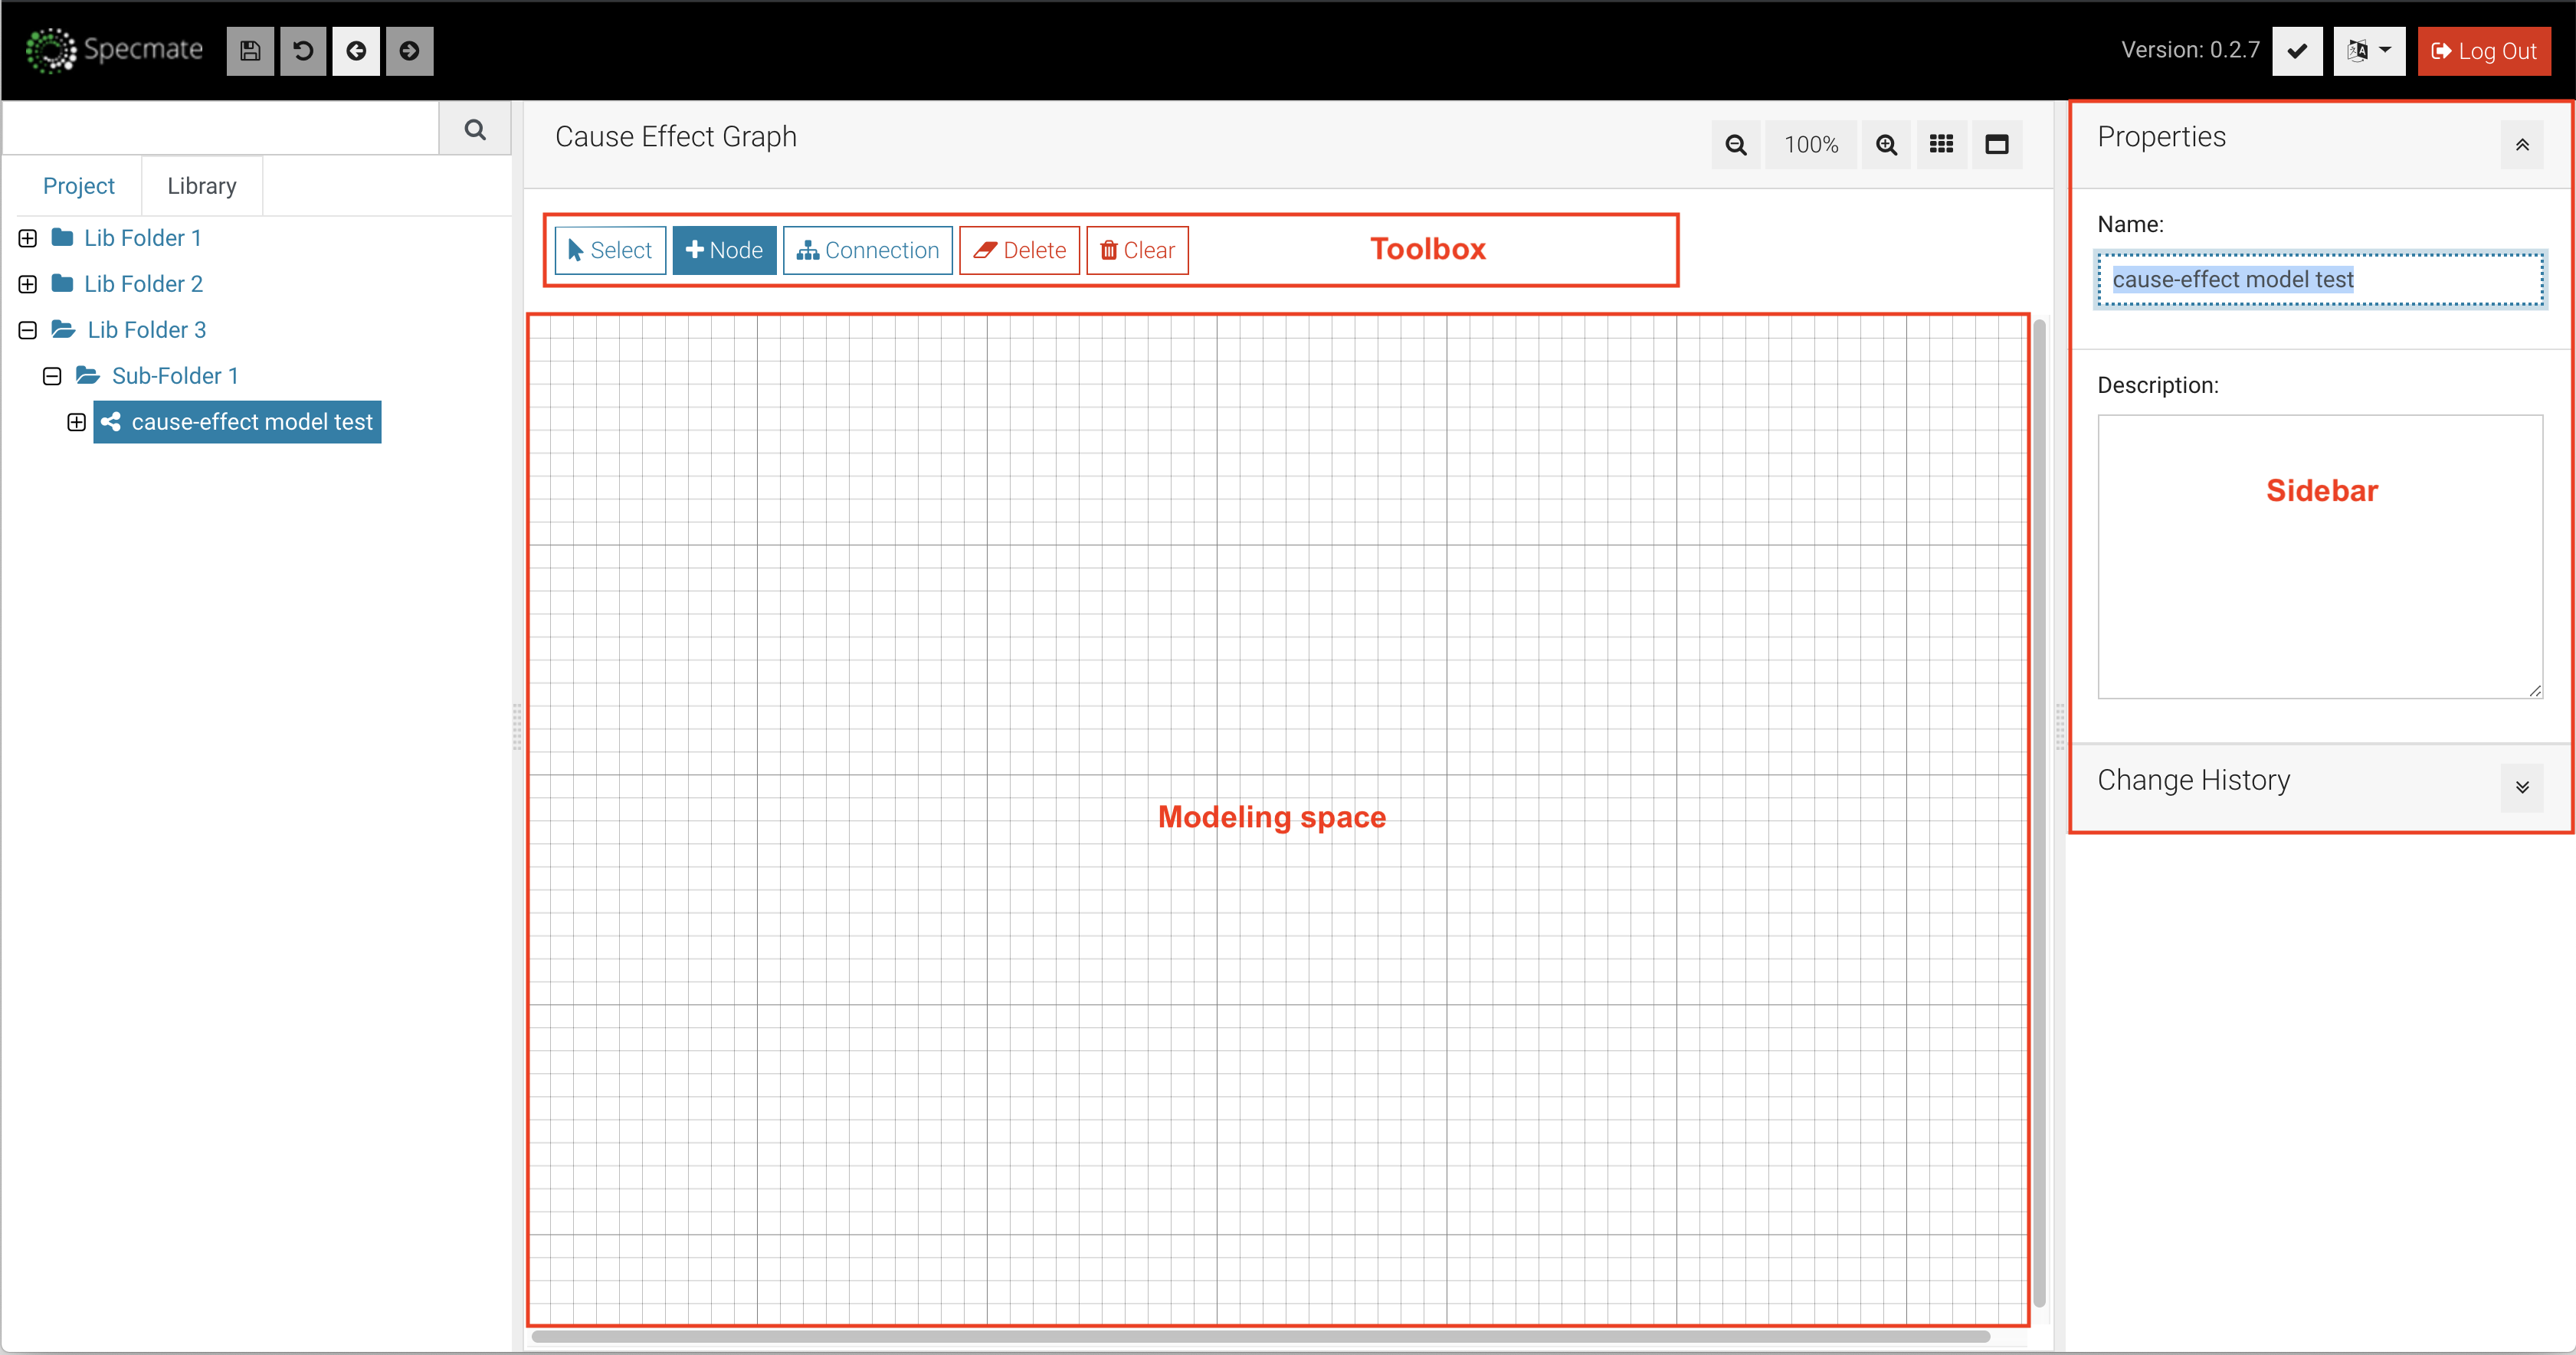 Specmate
Version: 0.2.7
Log Out
Project
Library
Lib Folder 1
Lib Folder 2
Lib Folder 3
Sub-Folder 1
cause-effect model test
Cause Effect Graph
100%
Select
Node
Connection
Delete
Clear
Toolbox
Modeling space
Properties
Name:
cause-effect model test
Description:
Sidebar
Change History